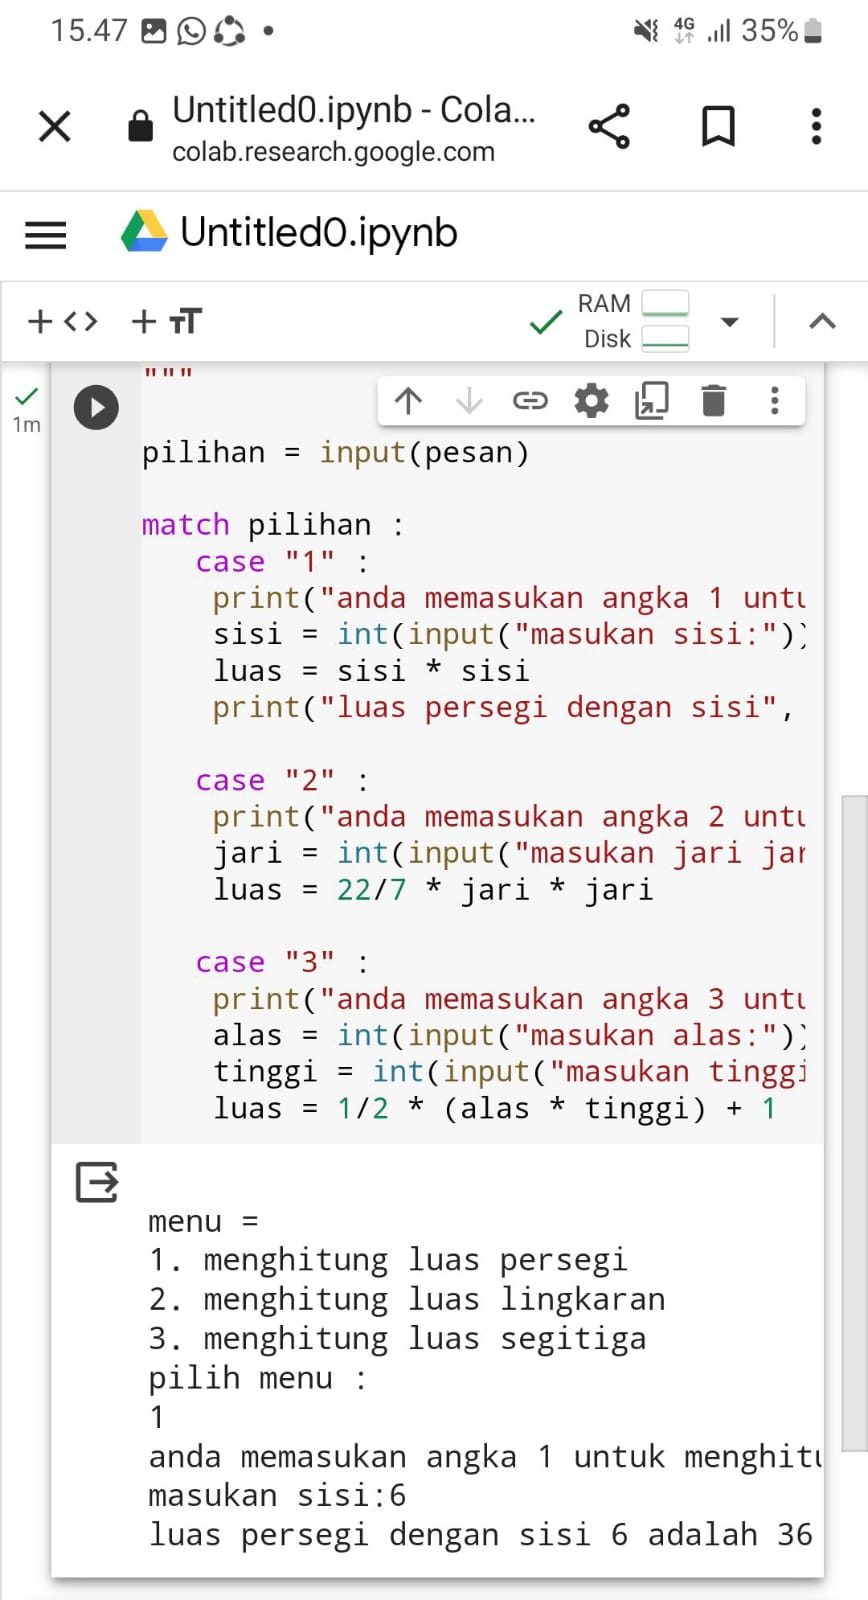 15.47 4G 35%
Untitled0.ipynb - Cola...
colab.research.google.com
Untitled0.ipynb
+ <> + TT RAM
Disk
"""
1m
pilihan = input(pesan)
match pilihan :
case "1" :
print("anda memasukan angka 1
sisi = int(input("masukan sisi:"))
luas = sisi * sisi
print("luas persegi dengan sisi",
case "2" :
print("anda memasukan angka 2
jari = int(input("masukan jari
luas = 22/7 * jari * jari
case "3" :
print("anda memasukan angka 3
alas = int(input("masukan alas:"))
tinggi = int(input("masukan tinggi
luas = 1/2 * (alas * tinggi) + 1
menu =
1. menghitung luas persegi
2. menghitung luas lingkaran
3. menghitung luas segitiga
pilih menu :
1
anda memasukan angka 1 untuk
masukan sisi:6
luas persegi dengan sisi 6 adalah 36